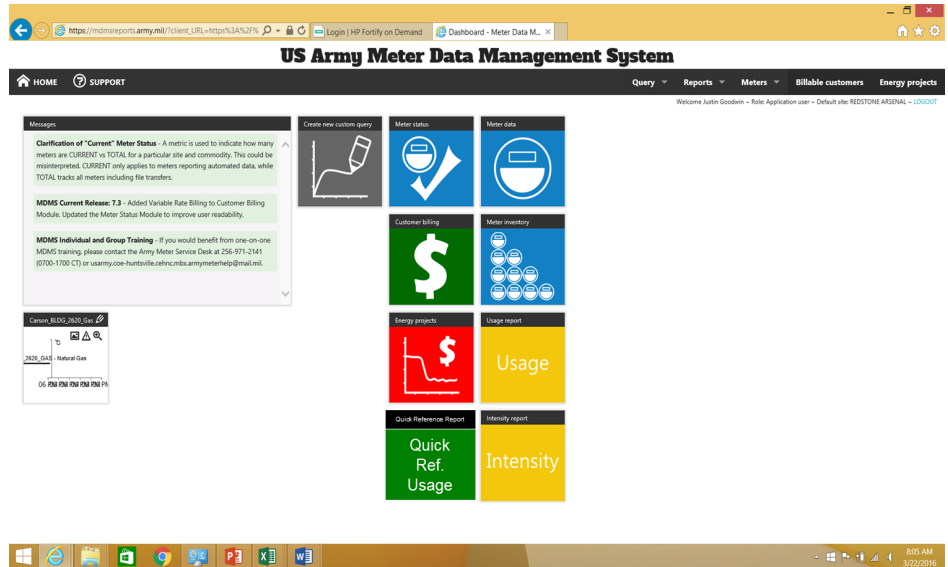 https://mdmsreports.army.mil/?client_URL=https%3A%2F%
Login | HP Fortify on Demand
Dashboard - Meter Data M...
US Army Meter Data Management System
HOME
SUPPORT
Query
Reports
Meters
Billable customers
Energy projects
Welcome Justin Goodwin ~ Role: Application user ~ Default site: REDSTONE ARSENAL ~ LOGOUT
Messages
Clarification of "Current" Meter Status - A metric is used to indicate how many
meters are CURRENT vs TOTAL for a particular site and commodity. This could be
misinterpreted. CURRENT only applies to meters reporting automated data, while
TOTAL tracks all meters including file transfers.
MDMS Current Release: 7.3 - Added Variable Rate Billing to Customer Billing
Module. Updated the Meter Status Module to improve user readability.
MDMS Individual and Group Training - If you would benefit from one-on-one
MDMS training, please contact the Army Meter Service Desk at 256-971-2141
(0700-1700 CT) or usarmy.coe-huntsville.cehnc.mbx.armymeterhelp@mail.mil.
Create new custom query
Meter status
Meter data
Customer billing
$
Meter inventory
Carson_BLDG_2620_Gas
_2620_GAS - Natural Gas
06
Energy projects
$
Usage report
Usage
Quick Reference Report
Quick
Ref.
Usage
Intensity report
Intensity
8:05 AM
3/22/2016